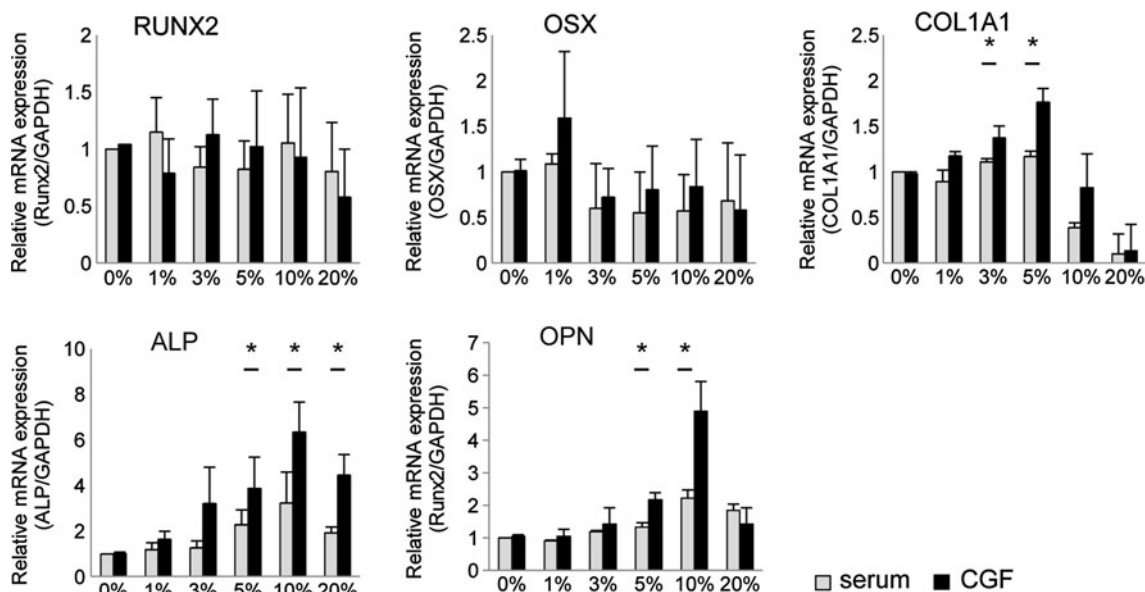 RUNX2
Relative mRNA expression
(Runx2/GAPDH)
2
1.5
1
0.5
0
0% 1% 3% 5% 10% 20%
OSX
Relative mRNA expression
(OSX/GAPDH)
2.5
2
1.5
1
0.5
0
0% 1% 3% 5% 10% 20%
COL1A1
Relative mRNA expression
(COL1A1/GAPDH)
2.5
2
1.5
1
0.5
0
* *
0% 1% 3% 5% 10% 20%
ALP
Relative mRNA expression
(ALP/GAPDH)
10
8
6
4
2
0
* * *
0% 1% 3% 5% 10% 20%
OPN
Relative mRNA expression
(Runx2/GAPDH)
7
6
5
4
3
2
1
0
* *
0% 1% 3% 5% 10% 20%
serum CGF